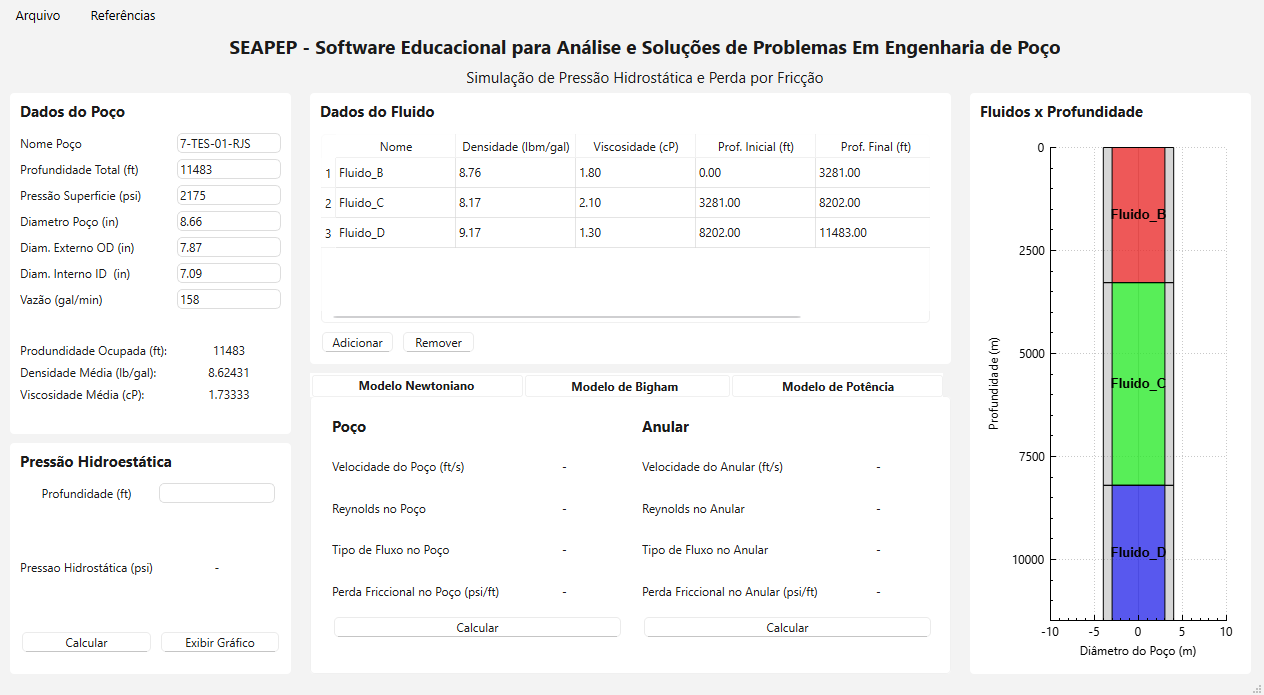 Arquivo Referências
SEAPEP - Software Educacional para Análise e Soluções de Problemas Em Engenharia de Poço
Simulação de Pressão Hidrostática e Perda por Fricção
Dados do Poço
Nome Poço 7-TES-01-RJS
Profundidade Total (ft) 11483
Pressão Superficie (psi) 2175
Diametro Poço (in) 8.66
Diam. Externo OD (in) 7.87
Diam. Interno ID (in) 7.09
Vazão (gal/min) 158
Produndidade Ocupada (ft): 11483
Densidade Média (lb/gal): 8.62431
Viscosidade Média (cP): 1.73333
Pressão Hidroestática
Profundidade (ft)
Pressao Hidrostática (psi) -
Calcular Exibir Gráfico
Dados do Fluido
Nome Densidade (lbm/gal) Viscosidade (cP) Prof. Inicial (ft) Prof. Final (ft)
1 Fluido_B 8.76 1.80 0.00 3281.00
2 Fluido_C 8.17 2.10 3281.00 8202.00
3 Fluido_D 9.17 1.30 8202.00 11483.00
Adicionar Remover
Modelo Newtoniano Modelo de Bigham Modelo de Potência
Poço Anular
Velocidade do Poço (ft/s) - Velocidade do Anular (ft/s) -
Reynolds no Poço - Reynolds no Anular -
Tipo de Fluxo no Poço - Tipo de Fluxo no Anular -
Perda Friccional no Poço (psi/ft) - Perda Friccional no Anular (psi/ft) -
Calcular Calcular
Fluidos x Profundidade
0
Fluido_B
2500
Profundidade (m)
5000
Fluido_C
7500
Fluido_D
10000
-10 -5 0 5 10
Diâmetro do Poço (m)